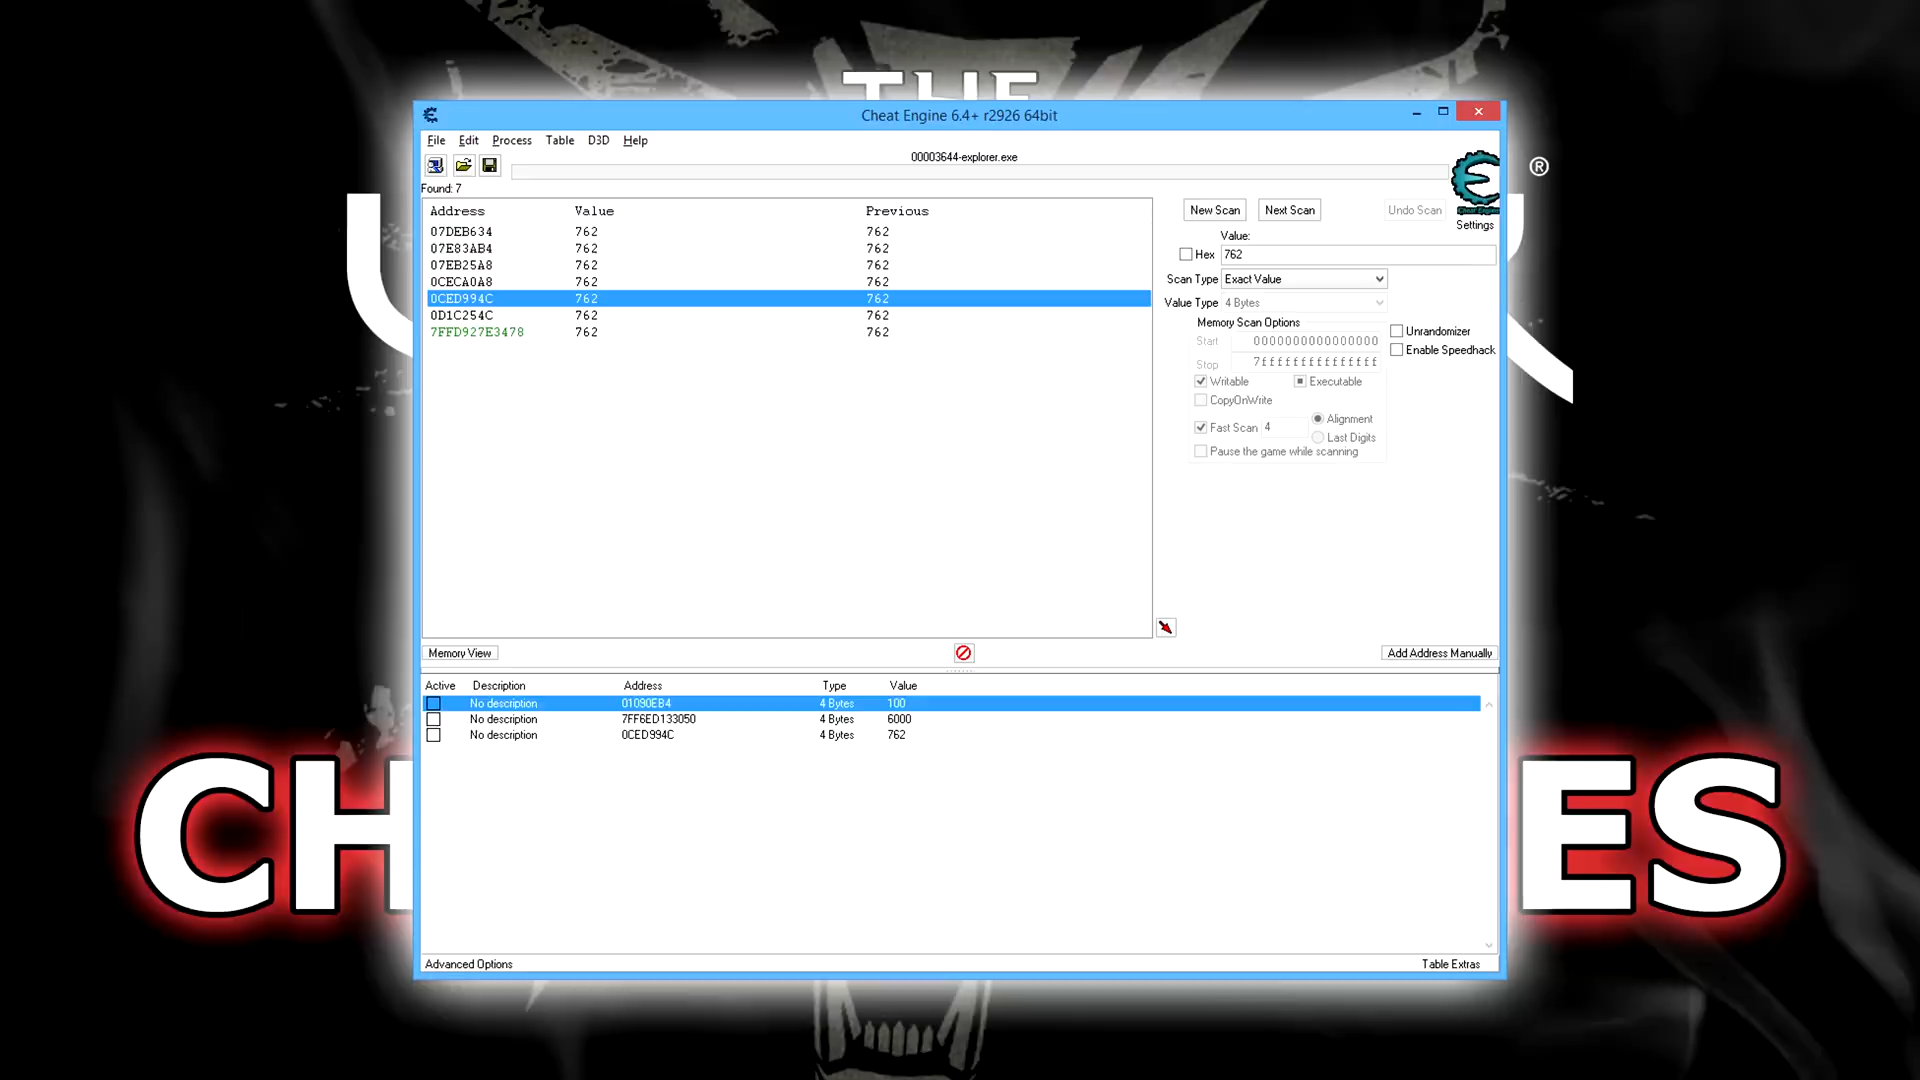 THE
®
Cheat Engine 6.4+ r2926 64bit
File Edit Process Table D3D Help
00003644-explorer.exe
Found: 7
Address Value Previous
07DEB634 762 762
07E83AB4 762 762
07EB25A8 762 762
0CECA0A8 762 762
0CED994C 762 762
0D1C254C 762 762
7FFD927E3478 762 762
New Scan Next Scan Undo Scan
Cheat Engine
Settings
Value:
Hex 762
Scan Type Exact Value
Value Type 4 Bytes
Memory Scan Options
Start 0000000000000000
Stop 7fffffffffffffff
Writable Executable
CopyOnWrite
Fast Scan 4 Alignment
Last Digits
Pause the game while scanning
Unrandomizer
Enable Speedhack
Memory View Add Address Manually
Active Description Address Type Value
No description 01090EB4 4 Bytes 100
No description 7FF6ED133050 4 Bytes 6000
No description 0CED994C 4 Bytes 762
CH ES
Advanced Options Table Extras